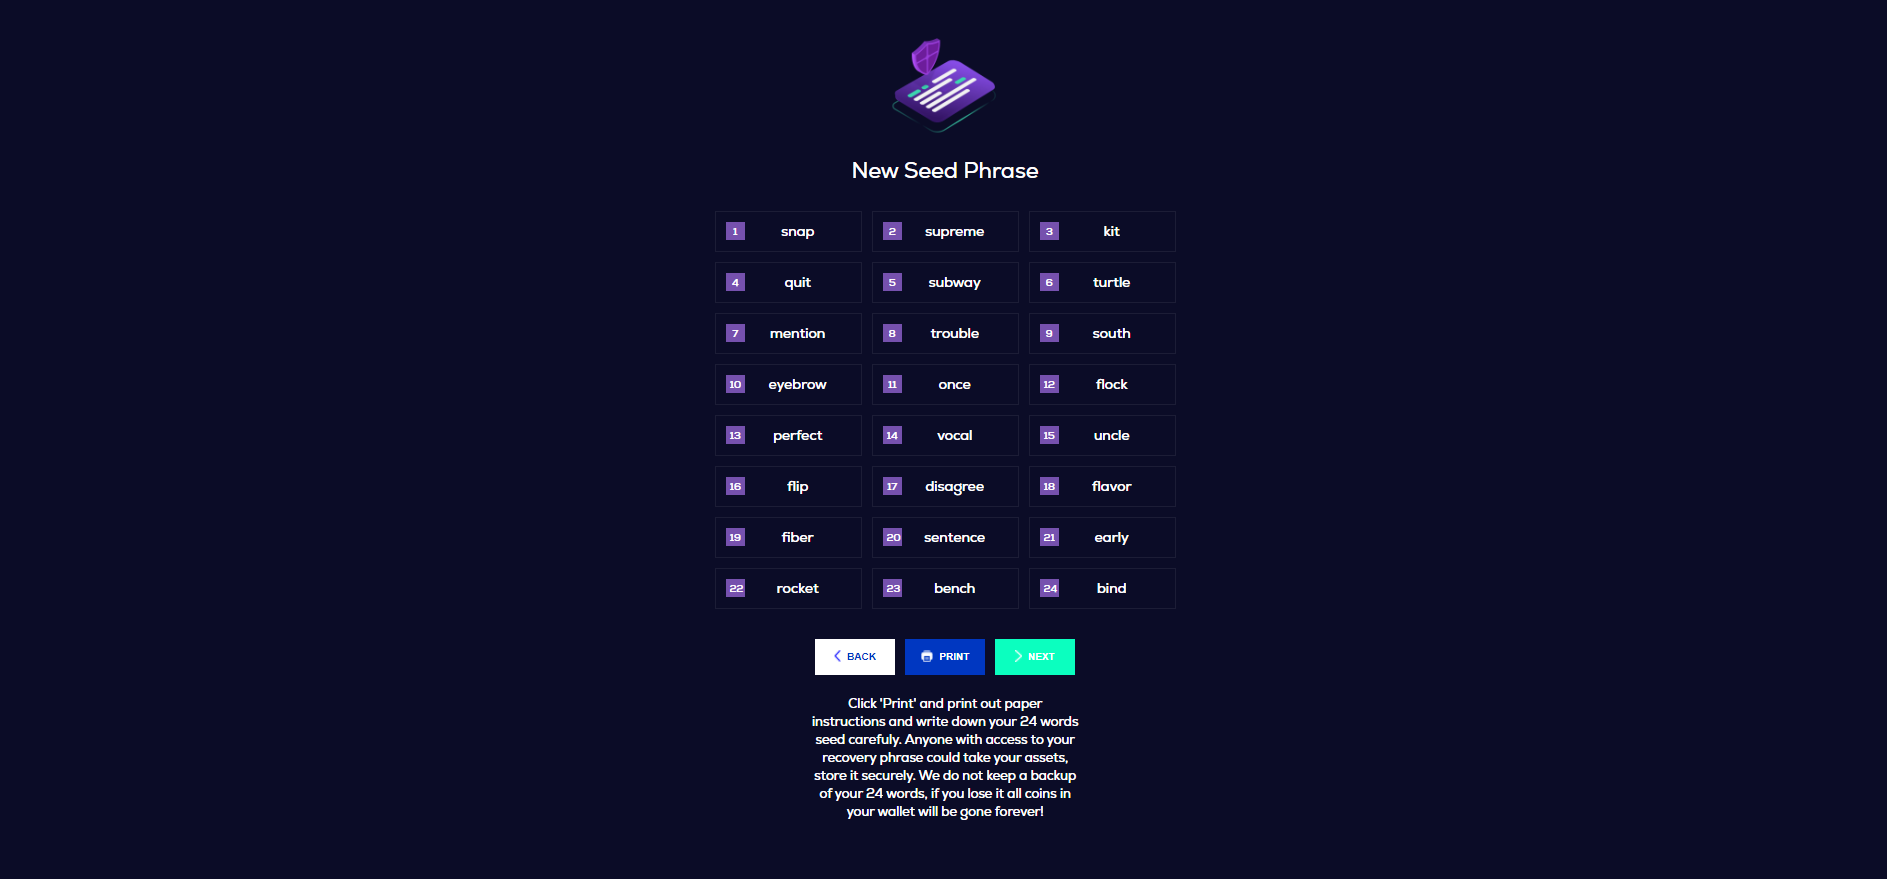 New Seed Phrase
1 snap 2 supreme 3 kit
4 quit 5 subway 6 turtle
7 mention 8 trouble 9 south
10 eyebrow 11 once 12 flock
13 perfect 14 vocal 15 uncle
16 flip 17 disagree 18 flavor
19 fiber 20 sentence 21 early
22 rocket 23 bench 24 bind
BACK PRINT NEXT
Click 'Print' and print out paper
instructions and write down your 24 words
seed carefuly. Anyone with access to your
recovery phrase could take your assets,
store it securely. We do not keep a backup
of your 24 words, if you lose it all coins in
your wallet will be gone forever!